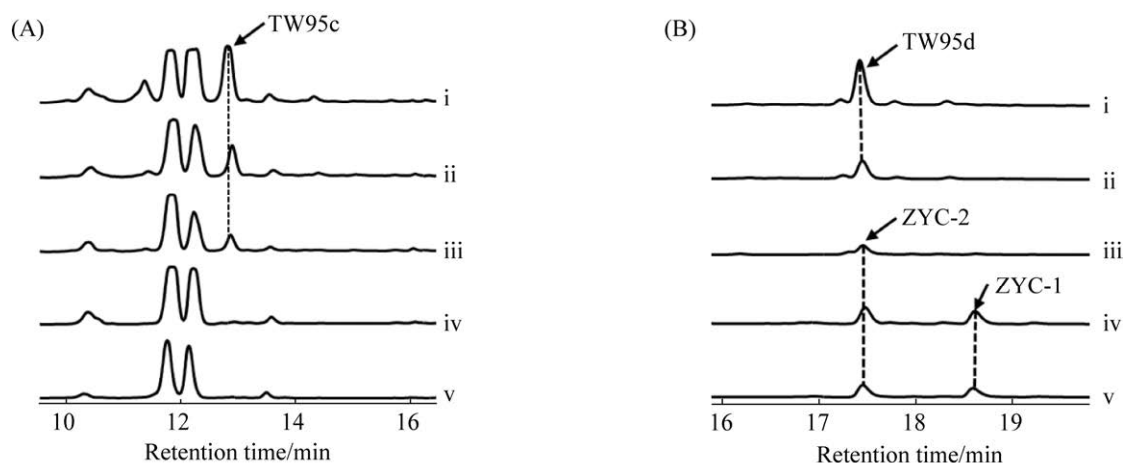 (A)
TW95c
i
ii
iii
iv
v
10 12 14 16
Retention time/min
(B)
TW95d
i
ii
ZYC-2
iii
ZYC-1
iv
v
16 17 18 19
Retention time/min